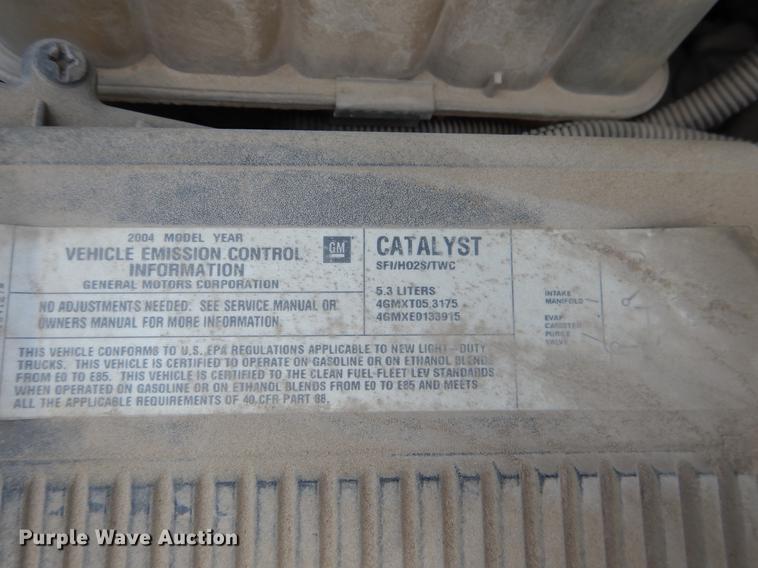 2004 MODEL YEAR
VEHICLE EMISSION CONTROL
INFORMATION
GENERAL MOTORS CORPORATION
GM
NO ADJUSTMENTS NEEDED. SEE SERVICE MANUAL OR
OWNERS MANUAL FOR MORE INFORMATION.
CATALYST
SFI/HO2S/TWC
5.3 LITERS
4GMXT05.3175
4GMXE0133915
INTAKE
MANIFOLD
EVAP
CANISTER
PURGE
VALVE
THIS VEHICLE CONFORMS TO U.S. EPA REGULATIONS APPLICABLE TO NEW LIGHT-DUTY
TRUCKS. THIS VEHICLE IS CERTIFIED TO OPERATE ON GASOLINE OR ON ETHANOL BLEND
FROM E0 TO E85. THIS VEHICLE IS CERTIFIED TO THE CLEAN FUEL-FLEET LEV STANDARDS
WHEN OPERATED ON GASOLINE OR ON ETHANOL BLENDS FROM E0 TO E85 AND MEETS
ALL THE APPLICABLE REQUIREMENTS OF 40 CFR PART 88.
Purple Wave Auction